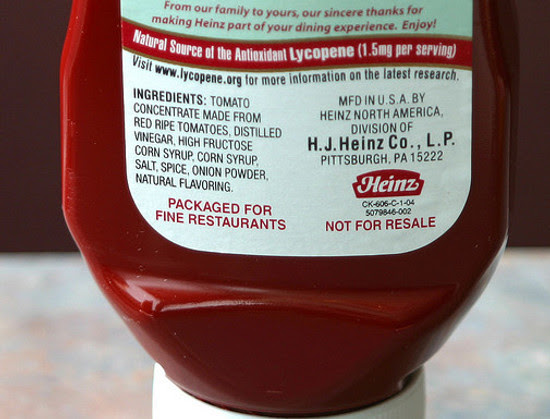 From our family to yours, our sincere thanks for
making Heinz part of your dining experience. Enjoy!
Natural Source of the Antioxidant Lycopene (1.5mg per serving)
Visit www.lycopene.org for more information on the latest research.
INGREDIENTS: TOMATO
CONCENTRATE MADE FROM
RED RIPE TOMATOES, DISTILLED
VINEGAR, HIGH FRUCTOSE
CORN SYRUP, CORN SYRUP,
SALT, SPICE, ONION POWDER,
NATURAL FLAVORING.
PACKAGED FOR
FINE RESTAURANTS
MFD IN U.S.A. BY
HEINZ NORTH AMERICA,
DIVISION OF
H.J.Heinz Co., L.P.
PITTSBURGH, PA 15222
Heinz
CK-606-C-1-04
5079846-002
NOT FOR RESALE